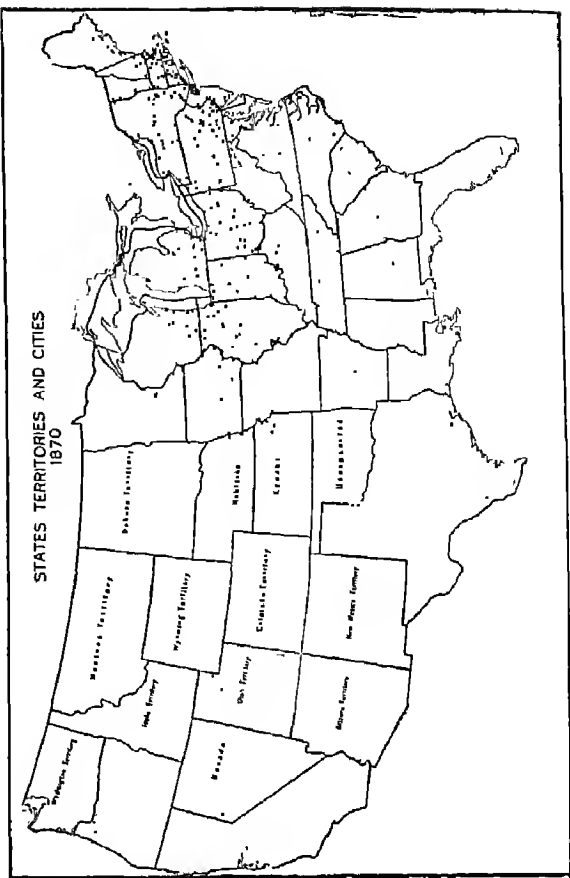 STATES TERRITORIES AND CITIES
1870
Washington Territory
Montana Territory
Dakota Territory
Idaho Territory
Wyoming Territory
Nevada
Utah Territory
Colorado Territory
Nebraska
Kansas
Arizona Territory
New Mexico Territory
Unorganized